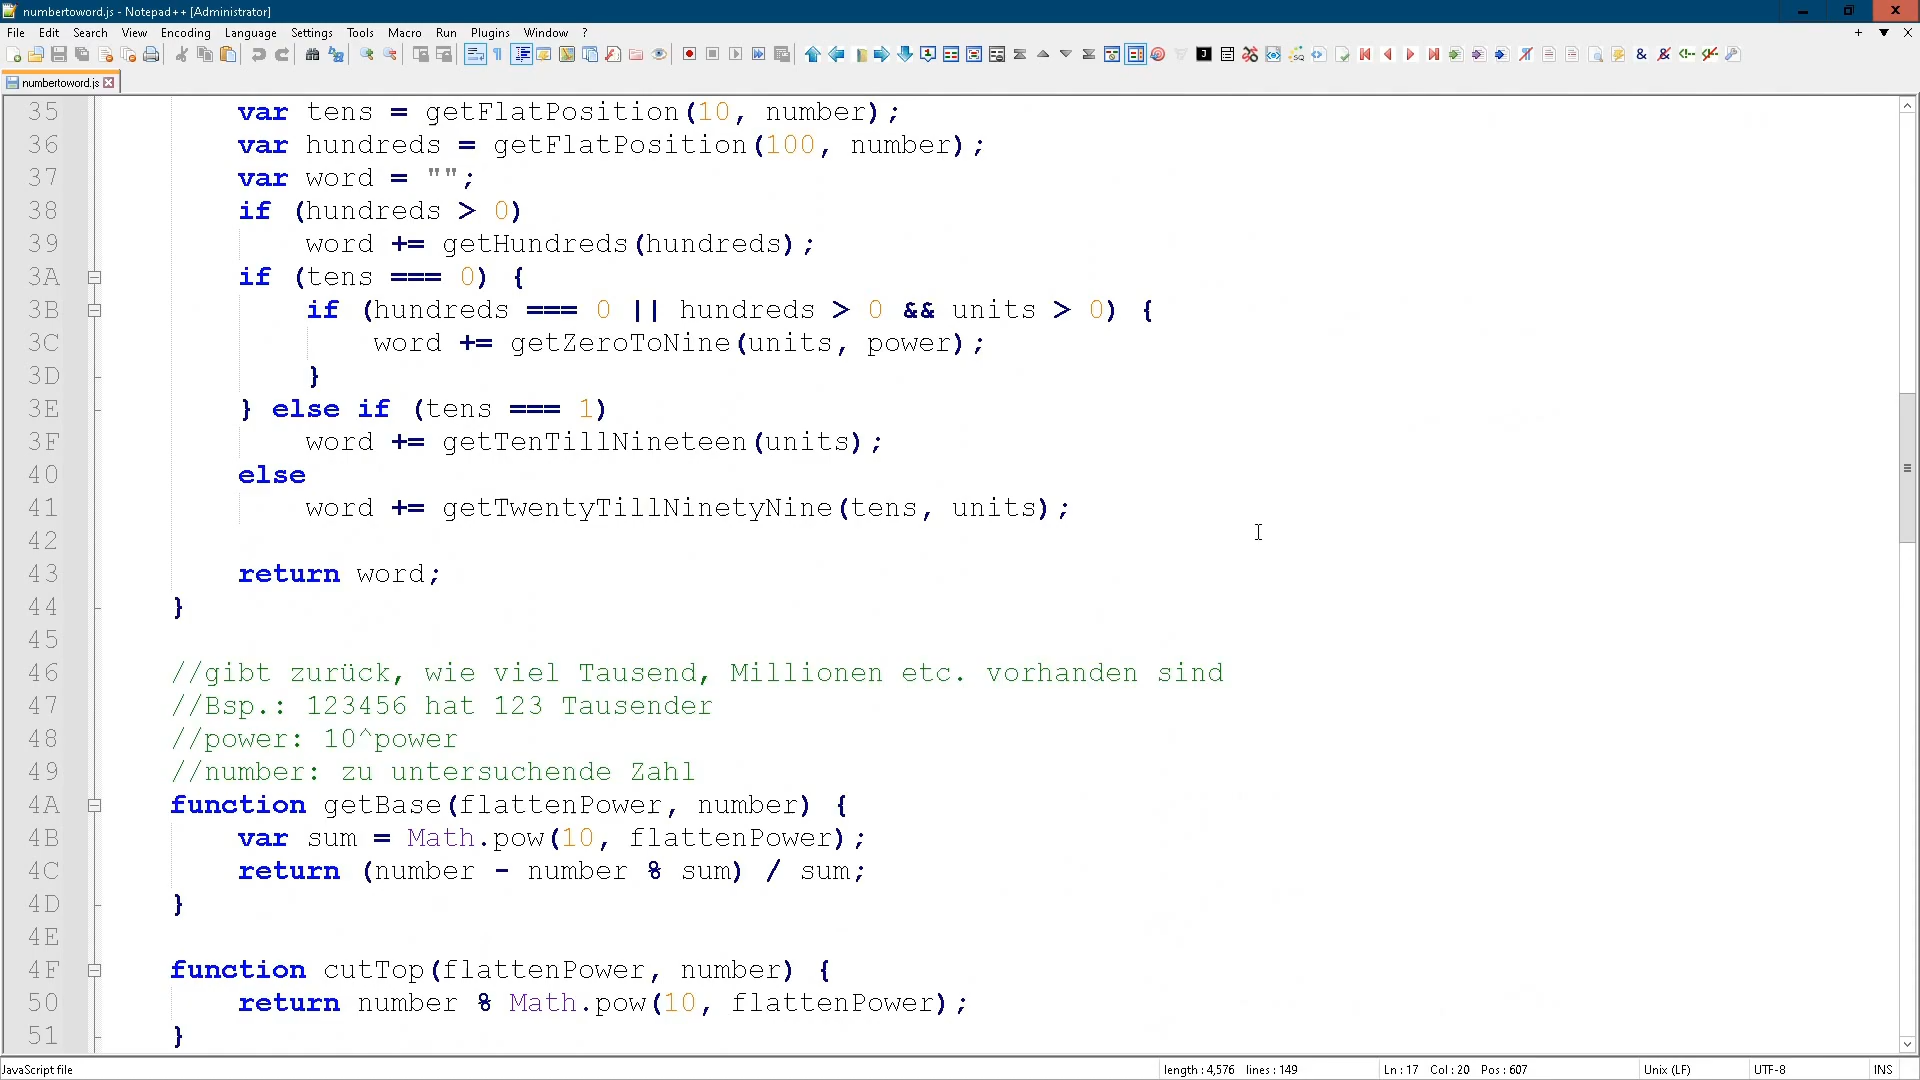 numbertoword.js - Notepad++ [Administrator]
File Edit Search View Encoding Language Settings Tools Macro Run Plugins Window ?
numbertoword.js
35 var tens = getFlatPosition(10, number);
36 var hundreds = getFlatPosition(100, number);
37 var word = "";
38 if (hundreds > 0)
39 word += getHundreds(hundreds);
3A if (tens === 0) {
3B if (hundreds === 0 || hundreds > 0 && units > 0) {
3C word += getZeroToNine(units, power);
3D }
3E } else if (tens === 1)
3F word += getTenTillNineteen(units);
40 else
41 word += getTwentyTillNinetyNine(tens, units);
42
43 return word;
44 }
45
46 //gibt zurück, wie viel Tausend, Millionen etc. vorhanden sind
47 //Bsp.: 123456 hat 123 Tausender
48 //power: 10^power
49 //number: zu untersuchende Zahl
4A function getBase(flattenPower, number) {
4B var sum = Math.pow(10, flattenPower);
4C return (number - number % sum) / sum;
4D }
4E
4F function cutTop(flattenPower, number) {
50 return number % Math.pow(10, flattenPower);
51 }
JavaScript file length : 4,576 lines : 149 Ln : 17 Col : 20 Pos : 607 Unix (LF) UTF-8 INS